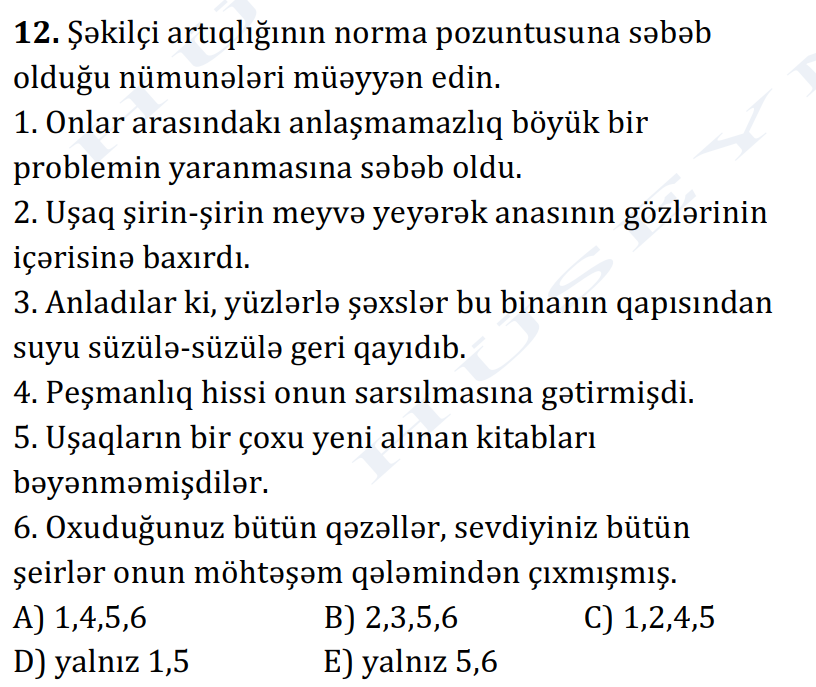 12. Şəkilçi artıqlığının norma pozuntusuna səbəb
olduğu nümunələri müəyyən edin.
1. Onlar arasındakı anlaşmamazlıq böyük bir
problemin yaranmasına səbəb oldu.
2. Uşaq şirin-şirin meyvə yeyərək anasının gözlərinin
içərisinə baxırdı.
3. Anladılar ki, yüzlərlə şəxslər bu binanın qapısından
suyu süzülə-süzülə geri qayıdıb.
4. Peşmanlıq hissi onun sarsılmasına gətirmişdi.
5. Uşaqların bir çoxu yeni alınan kitabları
bəyənməmişdilər.
6. Oxuduğunuz bütün qəzəllər, sevdiyiniz bütün
şeirlər onun möhtəşəm qələmindən çıxmışmış.
A) 1,4,5,6 B) 2,3,5,6 C) 1,2,4,5
D) yalnız 1,5 E) yalnız 5,6